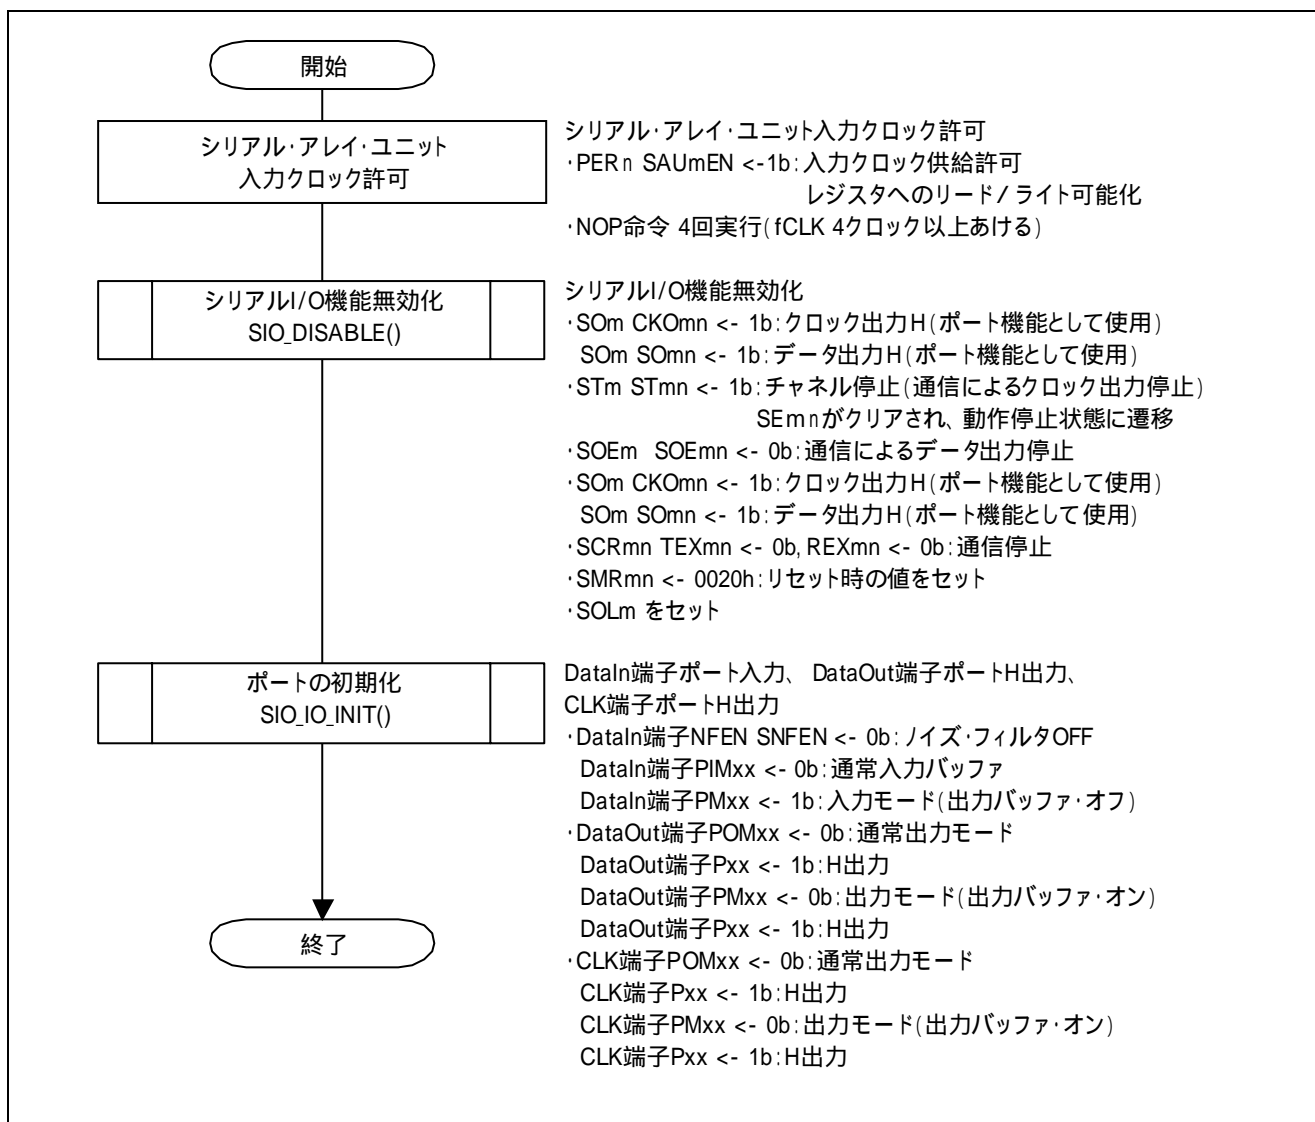 開始
シリアル・アレイ・ユニット
入力クロック許可
シリアル・アレイ・ユニット入力クロック許可
・PERn SAUmEN <-1b：入力クロック供給許可
レジスタへのリード/ライト可能化
・NOP命令 4回実行(fCLK 4クロック以上あける)
シリアルI/O機能無効化
SIO_DISABLE()
シリアルI/O機能無効化
・SOm CKOmn <- 1b：クロック出力H(ポート機能として使用)
SOm SOmn <- 1b：データ出力H(ポート機能として使用)
・STm STmn <- 1b：チャネル停止(通信によるクロック出力停止)
SEmnがクリアされ、動作停止状態に遷移
・SOEm SOEmn <- 0b：通信によるデータ出力停止
・SOm CKOmn <- 1b：クロック出力H(ポート機能として使用)
SOm SOmn <- 1b：データ出力H(ポート機能として使用)
・SCRmn TEXmn <- 0b, REXmn <- 0b：通信停止
・SMRmn <- 0020h：リセット時の値をセット
・SOLm をセット
ポートの初期化
SIO_IO_INIT()
DataIn端子ポート入力、DataOut端子ポートH出力、
CLK端子ポートH出力
・DataIn端子NFEN SNFEN <- 0b：ノイズ・フィルタOFF
DataIn端子PIMxx <- 0b：通常入力バッファ
DataIn端子PMxx <- 1b：入力モード(出力バッファ・オフ)
・DataOut端子POMxx <- 0b：通常出力モード
DataOut端子Pxx <- 1b：H出力
DataOut端子PMxx <- 0b：出力モード(出力バッファ・オン)
DataOut端子Pxx <- 1b：H出力
・CLK端子POMxx <- 0b：通常出力モード
CLK端子Pxx <- 1b：H出力
CLK端子PMxx <- 0b：出力モード(出力バッファ・オン)
CLK端子Pxx <- 1b：H出力
終了